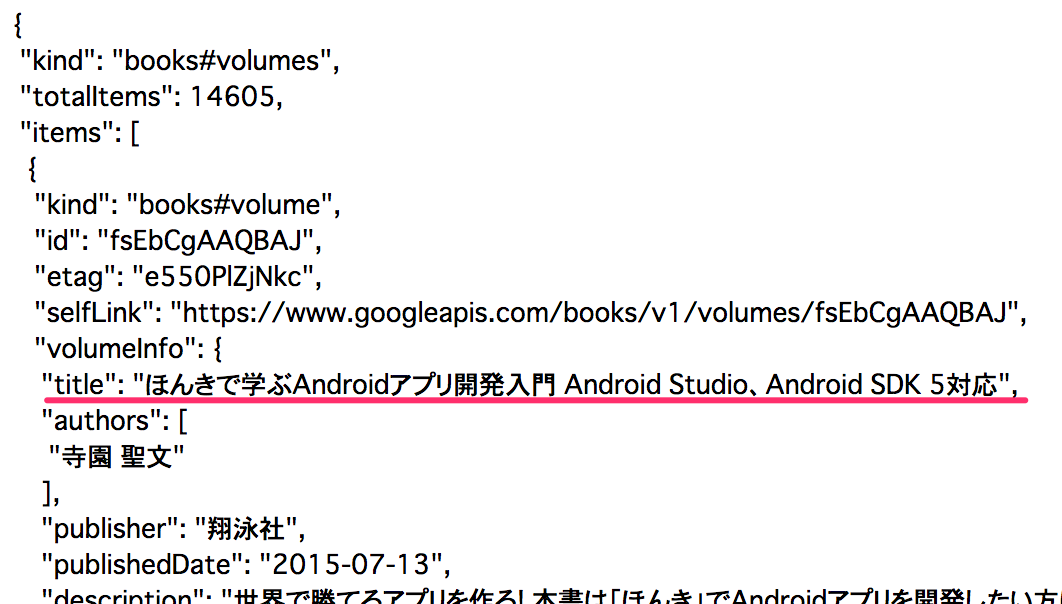 {
"kind": "books#volumes",
"totalItems": 14605,
"items": [
{
"kind": "books#volume",
"id": "fsEbCgAAQBAJ",
"etag": "e550PlZjNkc",
"selfLink": "https://www.googleapis.com/books/v1/volumes/fsEbCgAAQBAJ",
"volumeInfo": {
"title": "ほんきで学ぶAndroidアプリ開発入門 Android Studio、Android SDK 5対応",
"authors": [
"寺園 聖文"
],
"publisher": "翔泳社",
"publishedDate": "2015-07-13",
"description": "世界で勝てるアプリを作る! 本書は「ほんき」でAndroidアプリを開発したい方